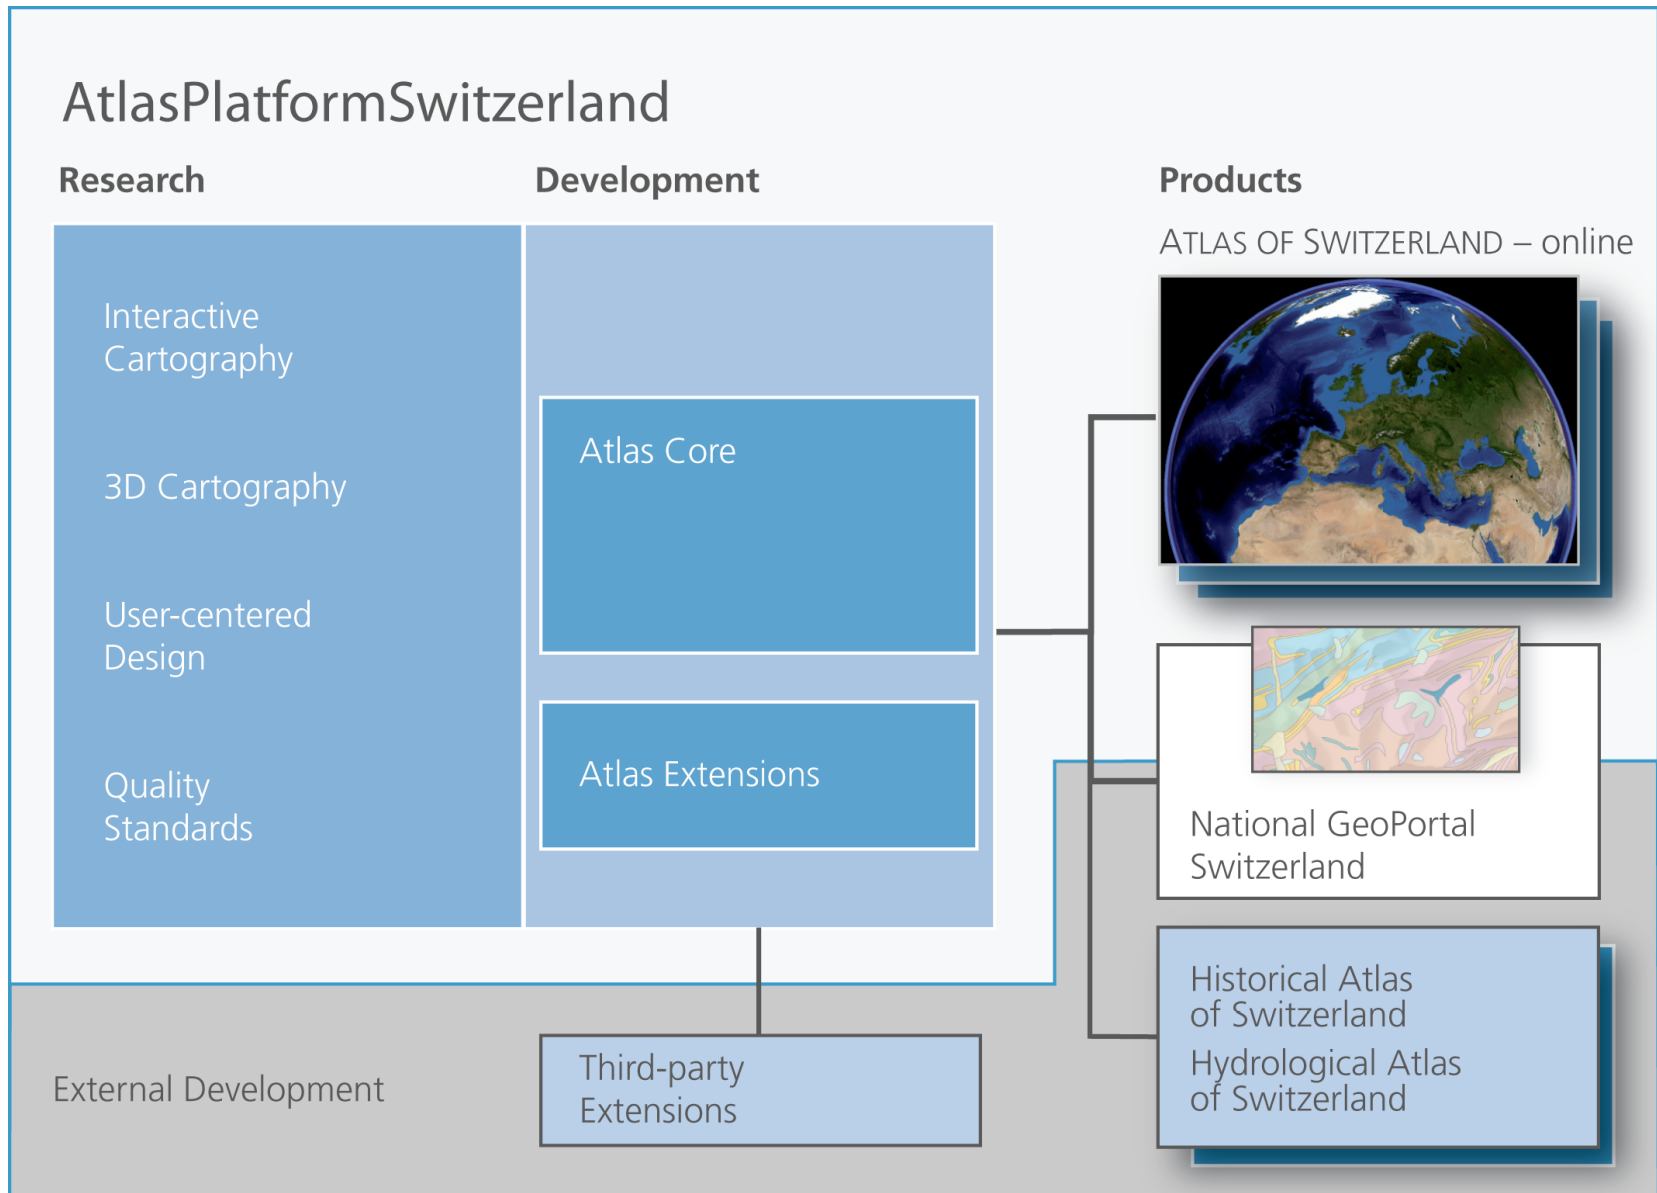 AtlasPlatformSwitzerland
Research
Development
Products
ATLAS OF SWITZERLAND – online
Interactive
Cartography
3D Cartography
User-centered
Design
Quality
Standards
Atlas Core
Atlas Extensions
National GeoPortal
Switzerland
Historical Atlas
of Switzerland
Hydrological Atlas
of Switzerland
External Development
Third-party
Extensions